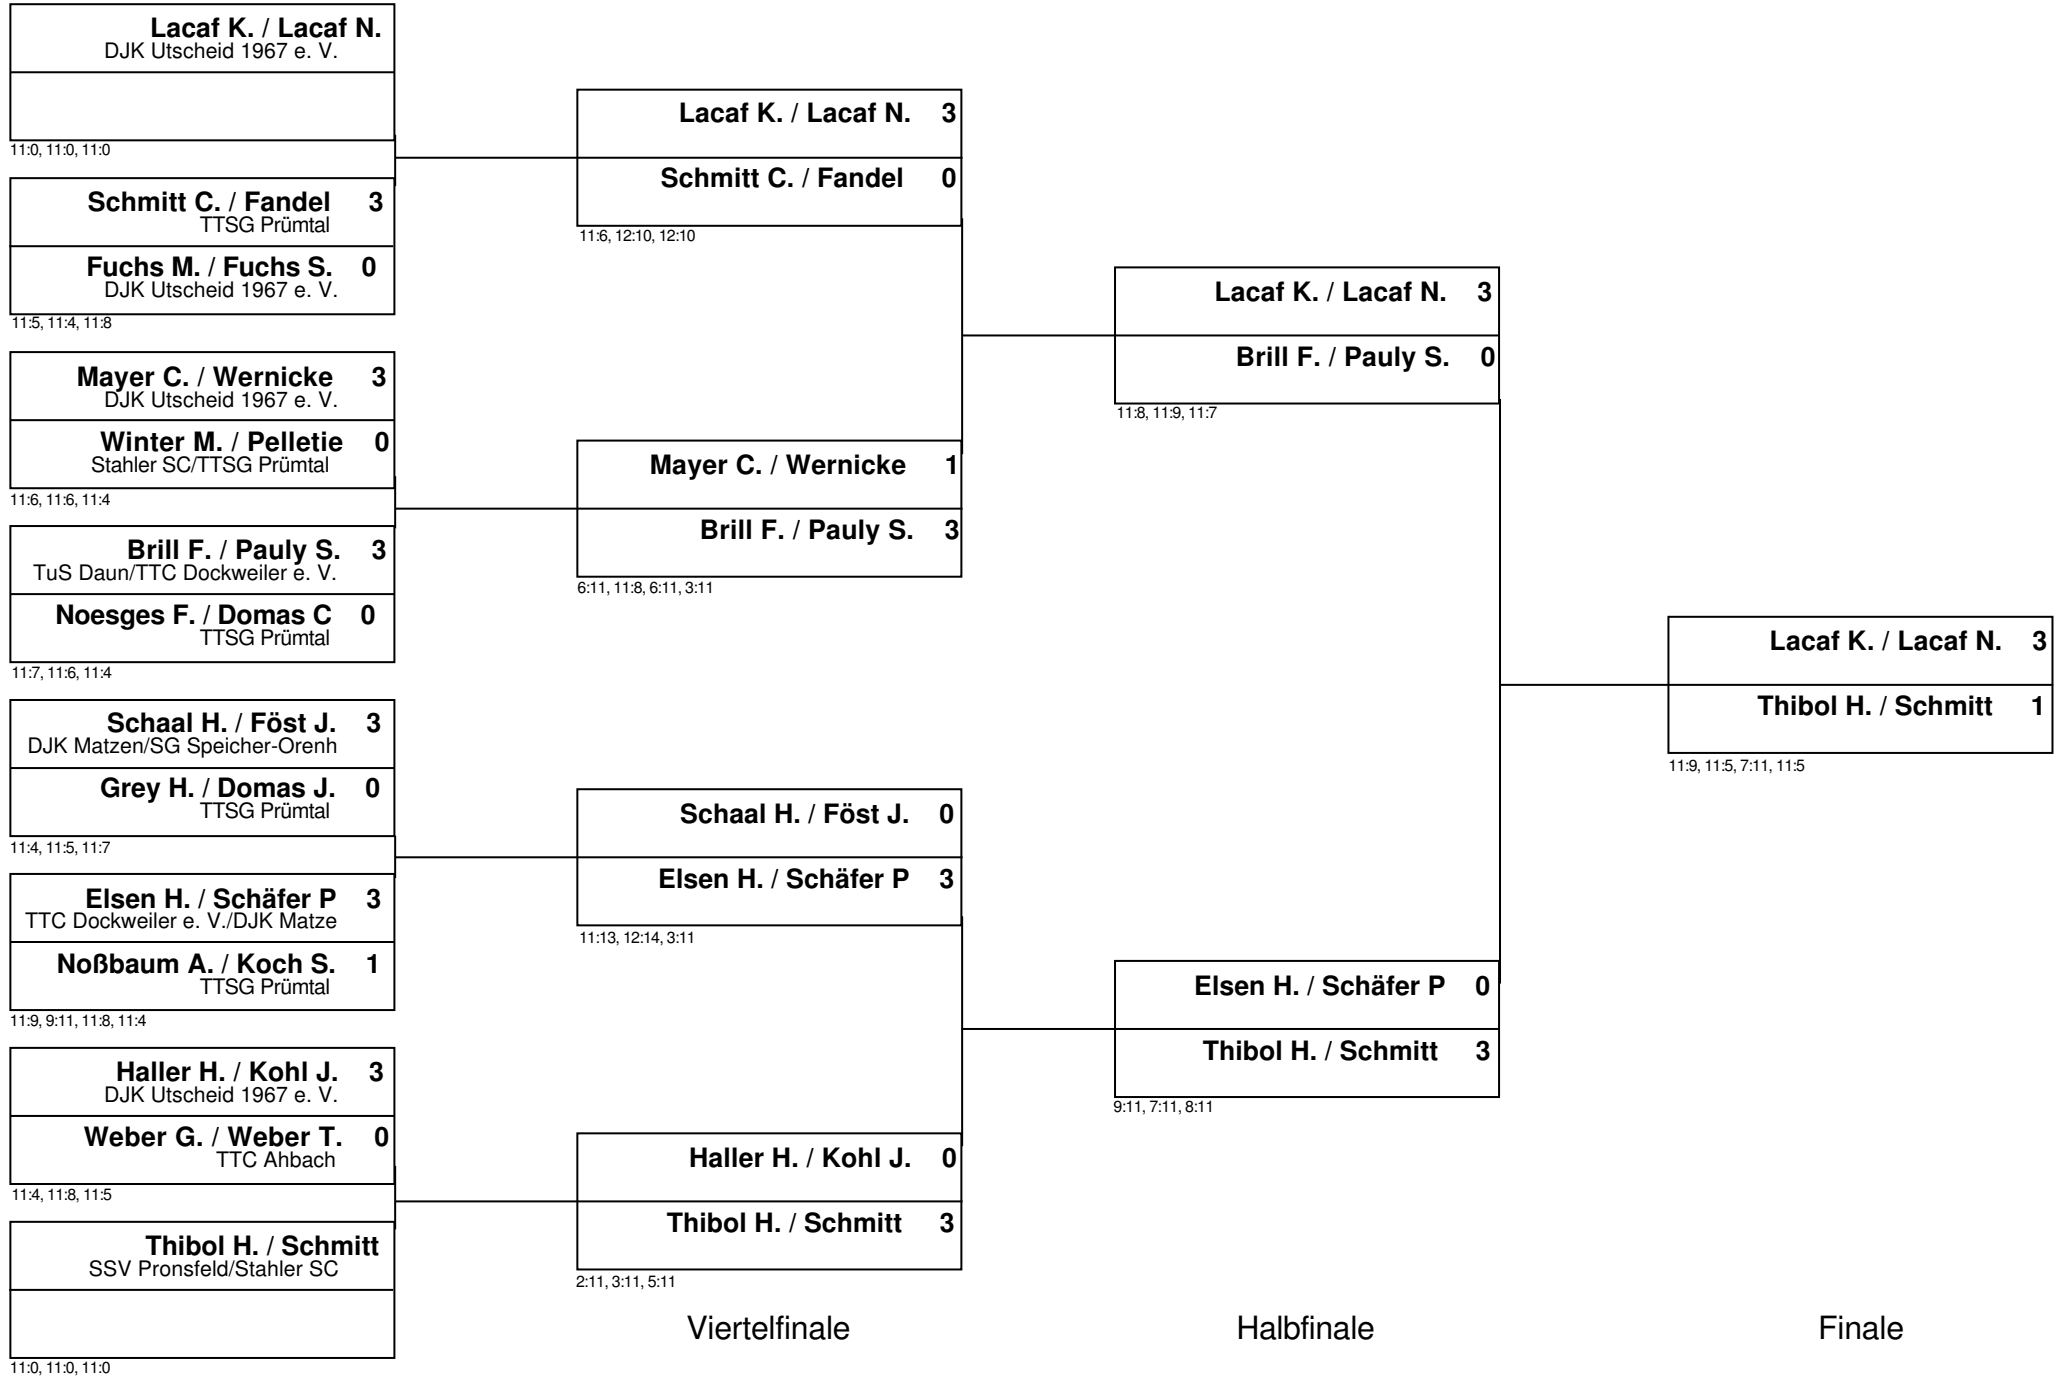 Lacaf K. / Lacaf N.
DJK Utscheid 1967 e. V.
11:0, 11:0, 11:0
Schmitt C. / Fandel 3
TTSG Prümtal
Fuchs M. / Fuchs S. 0
DJK Utscheid 1967 e. V.
11:5, 11:4, 11:8
Mayer C. / Wernicke 3
DJK Utscheid 1967 e. V.
Winter M. / Pelletie 0
Stahler SC/TTSG Prümtal
11:6, 11:6, 11:4
Brill F. / Pauly S. 3
TuS Daun/TTC Dockweiler e. V.
Noesges F. / Domas C 0
TTSG Prümtal
11:7, 11:6, 11:4
Schaal H. / Föst J. 3
DJK Matzen/SG Speicher-Orenh
Grey H. / Domas J. 0
TTSG Prümtal
11:4, 11:5, 11:7
Elsen H. / Schäfer P 3
TTC Dockweiler e. V./DJK Matze
Noßbaum A. / Koch S. 1
TTSG Prümtal
11:9, 9:11, 11:8, 11:4
Haller H. / Kohl J. 3
DJK Utscheid 1967 e. V.
Weber G. / Weber T. 0
TTC Ahbach
11:4, 11:8, 11:5
Thibol H. / Schmitt
SSV Pronsfeld/Stahler SC
11:0, 11:0, 11:0
Lacaf K. / Lacaf N. 3
Schmitt C. / Fandel 0
11:6, 12:10, 12:10
Mayer C. / Wernicke 1
Brill F. / Pauly S. 3
6:11, 11:8, 6:11, 3:11
Schaal H. / Föst J. 0
Elsen H. / Schäfer P 3
11:13, 12:14, 3:11
Haller H. / Kohl J. 0
Thibol H. / Schmitt 3
2:11, 3:11, 5:11
Viertelfinale
Lacaf K. / Lacaf N. 3
Brill F. / Pauly S. 0
11:8, 11:9, 11:7
Elsen H. / Schäfer P 0
Thibol H. / Schmitt 3
9:11, 7:11, 8:11
Halbfinale
Lacaf K. / Lacaf N. 3
Thibol H. / Schmitt 1
11:9, 11:5, 7:11, 11:5
Finale